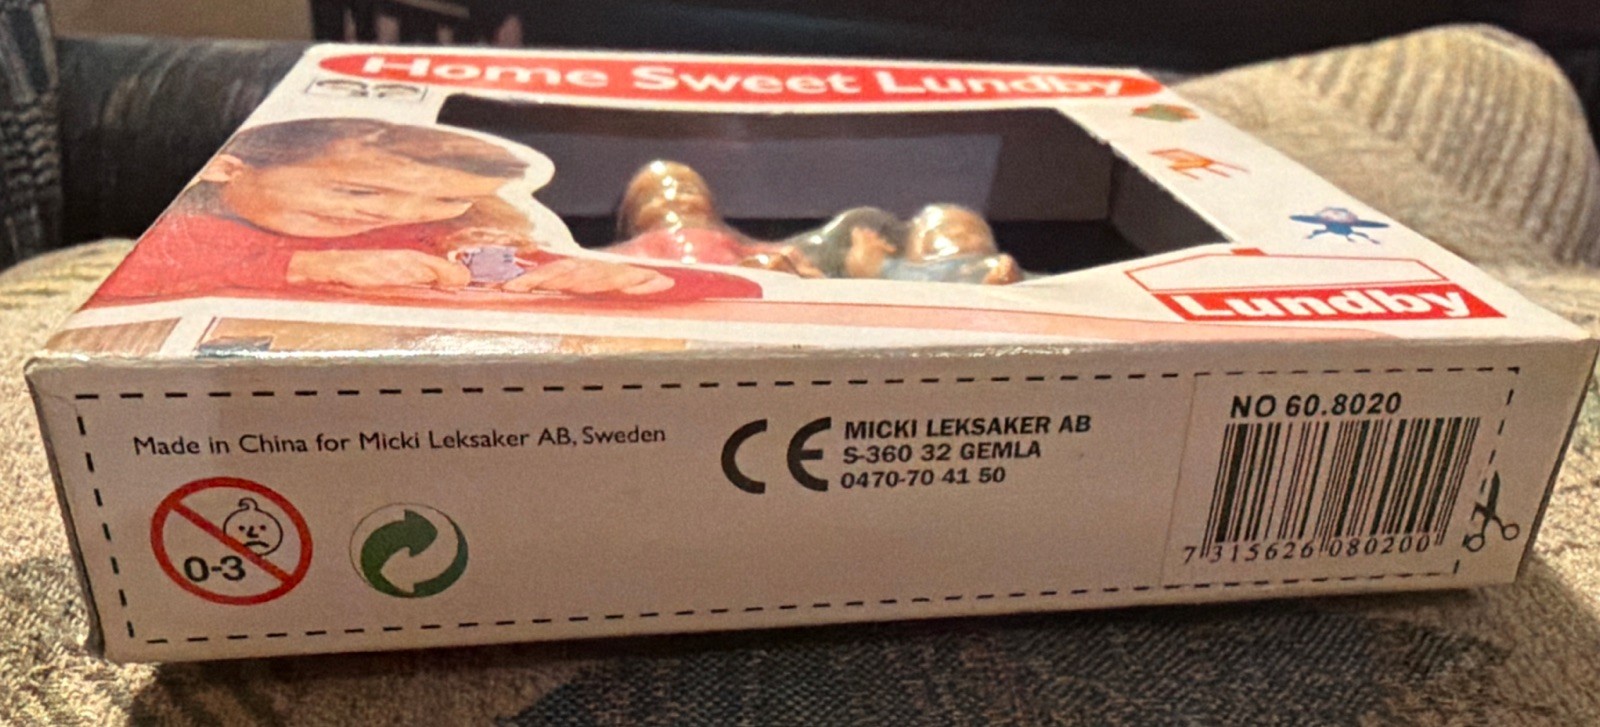 Home Sweet Lundby
Lundby
Made in China for Micki Leksaker AB, Sweden
0-3
CE
MICKI LEKSAKER AB
S-360 32 GEMLA
0470-70 41 50
NO 60.8020
7 315626 080200